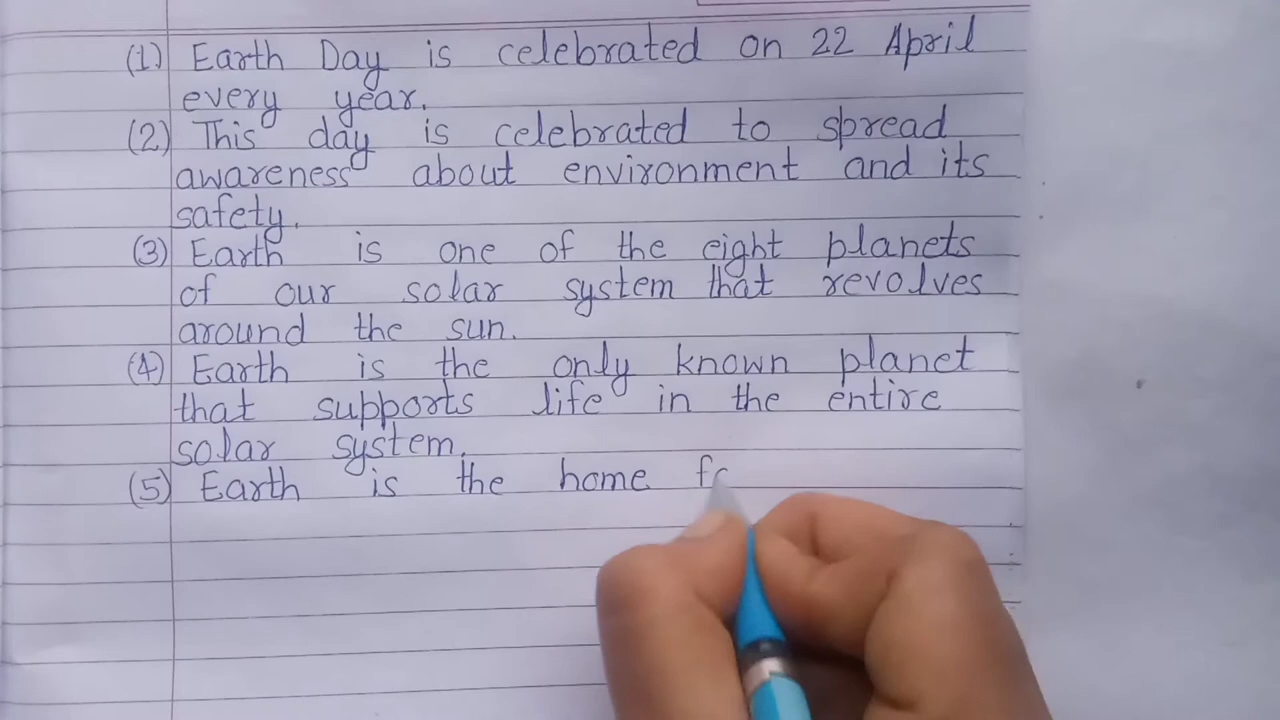 (1) Earth Day is celebrated on 22 April
every year.
(2) This day is celebrated to spread
awareness about environment and its
safety.
(3) Earth is one of the eight planets
of our solar system that revolves
around the sun.
(4) Earth is the only known planet
that supports life in the entire
solar system.
(5) Earth is the home fo